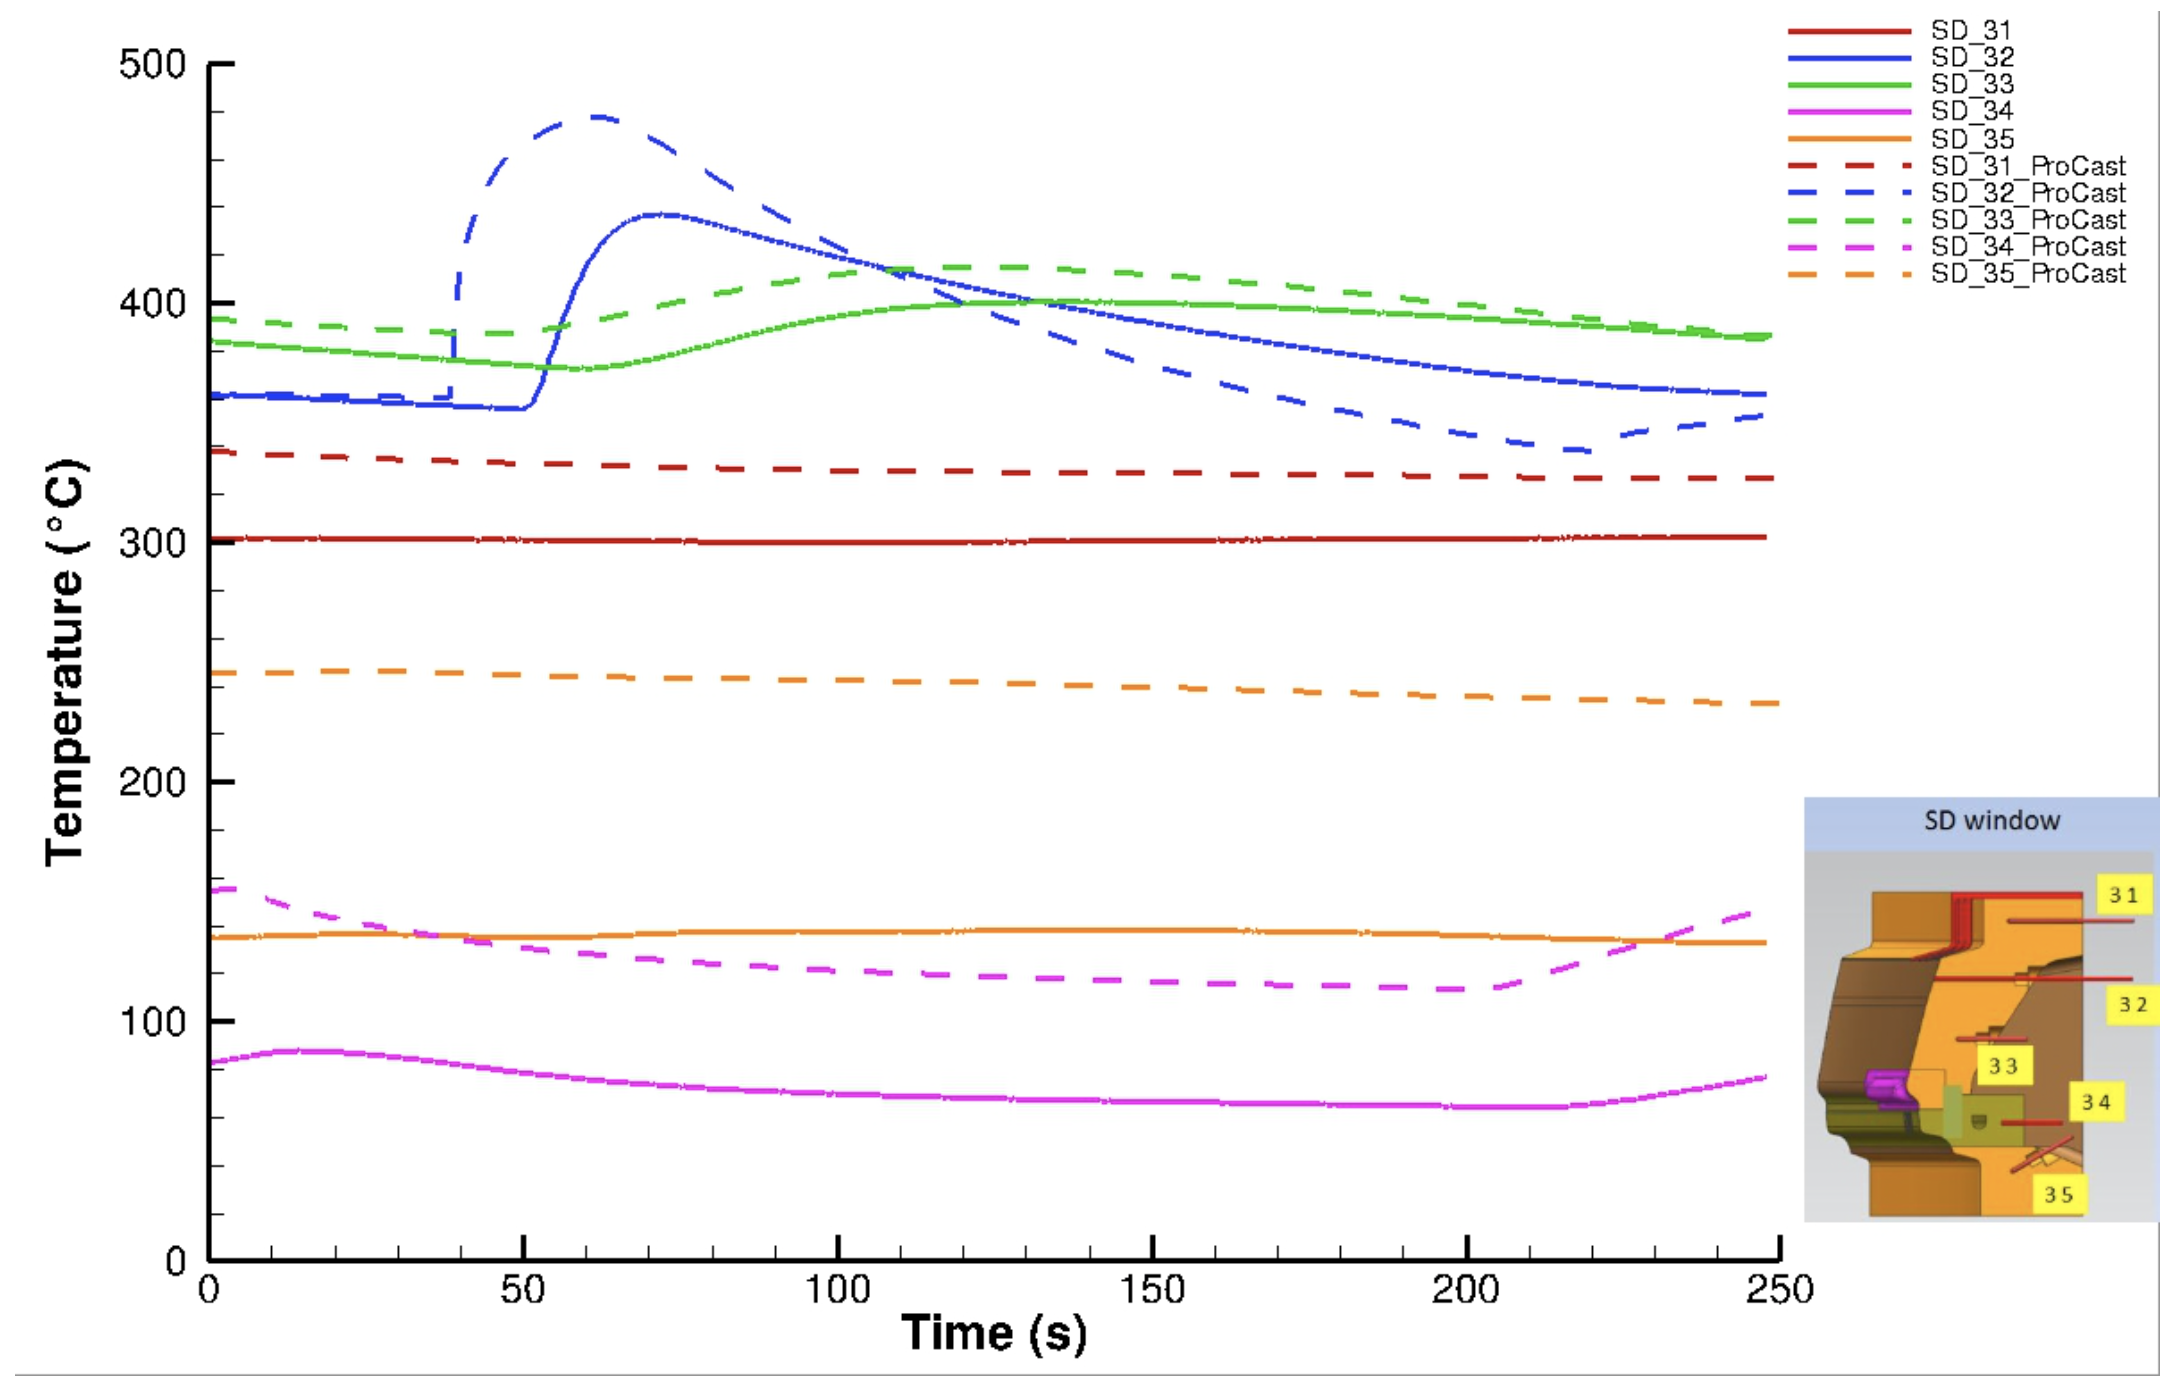 SD_31
SD_32
SD_33
SD_34
SD_35
SD_31_ProCast
SD_32_ProCast
SD_33_ProCast
SD_34_ProCast
SD_35_ProCast
500
400
300
200
100
0
Temperature (°C)
0 50 100 150 200 250
Time (s)
SD window
31
32
33
34
35